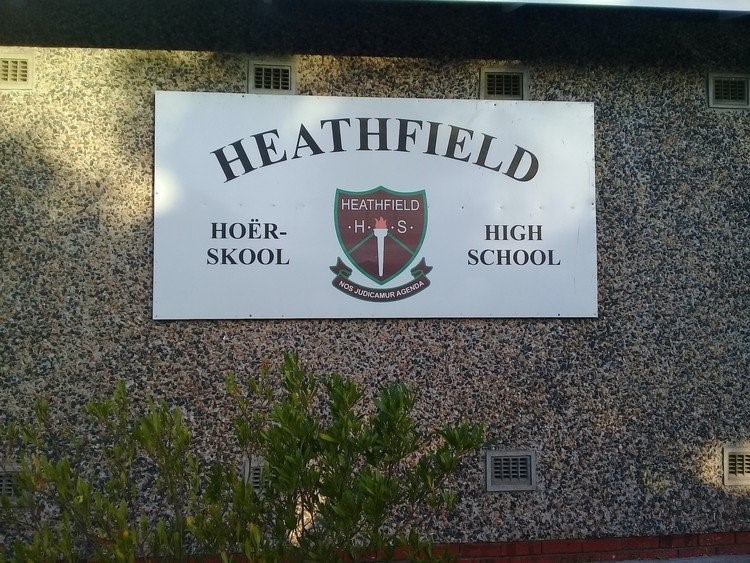 HEATHFIELD
HOËR-
SKOOL
HEATHFIELD
· H · · S ·
NOS JUDICAMUR AGENDA
HIGH
SCHOOL